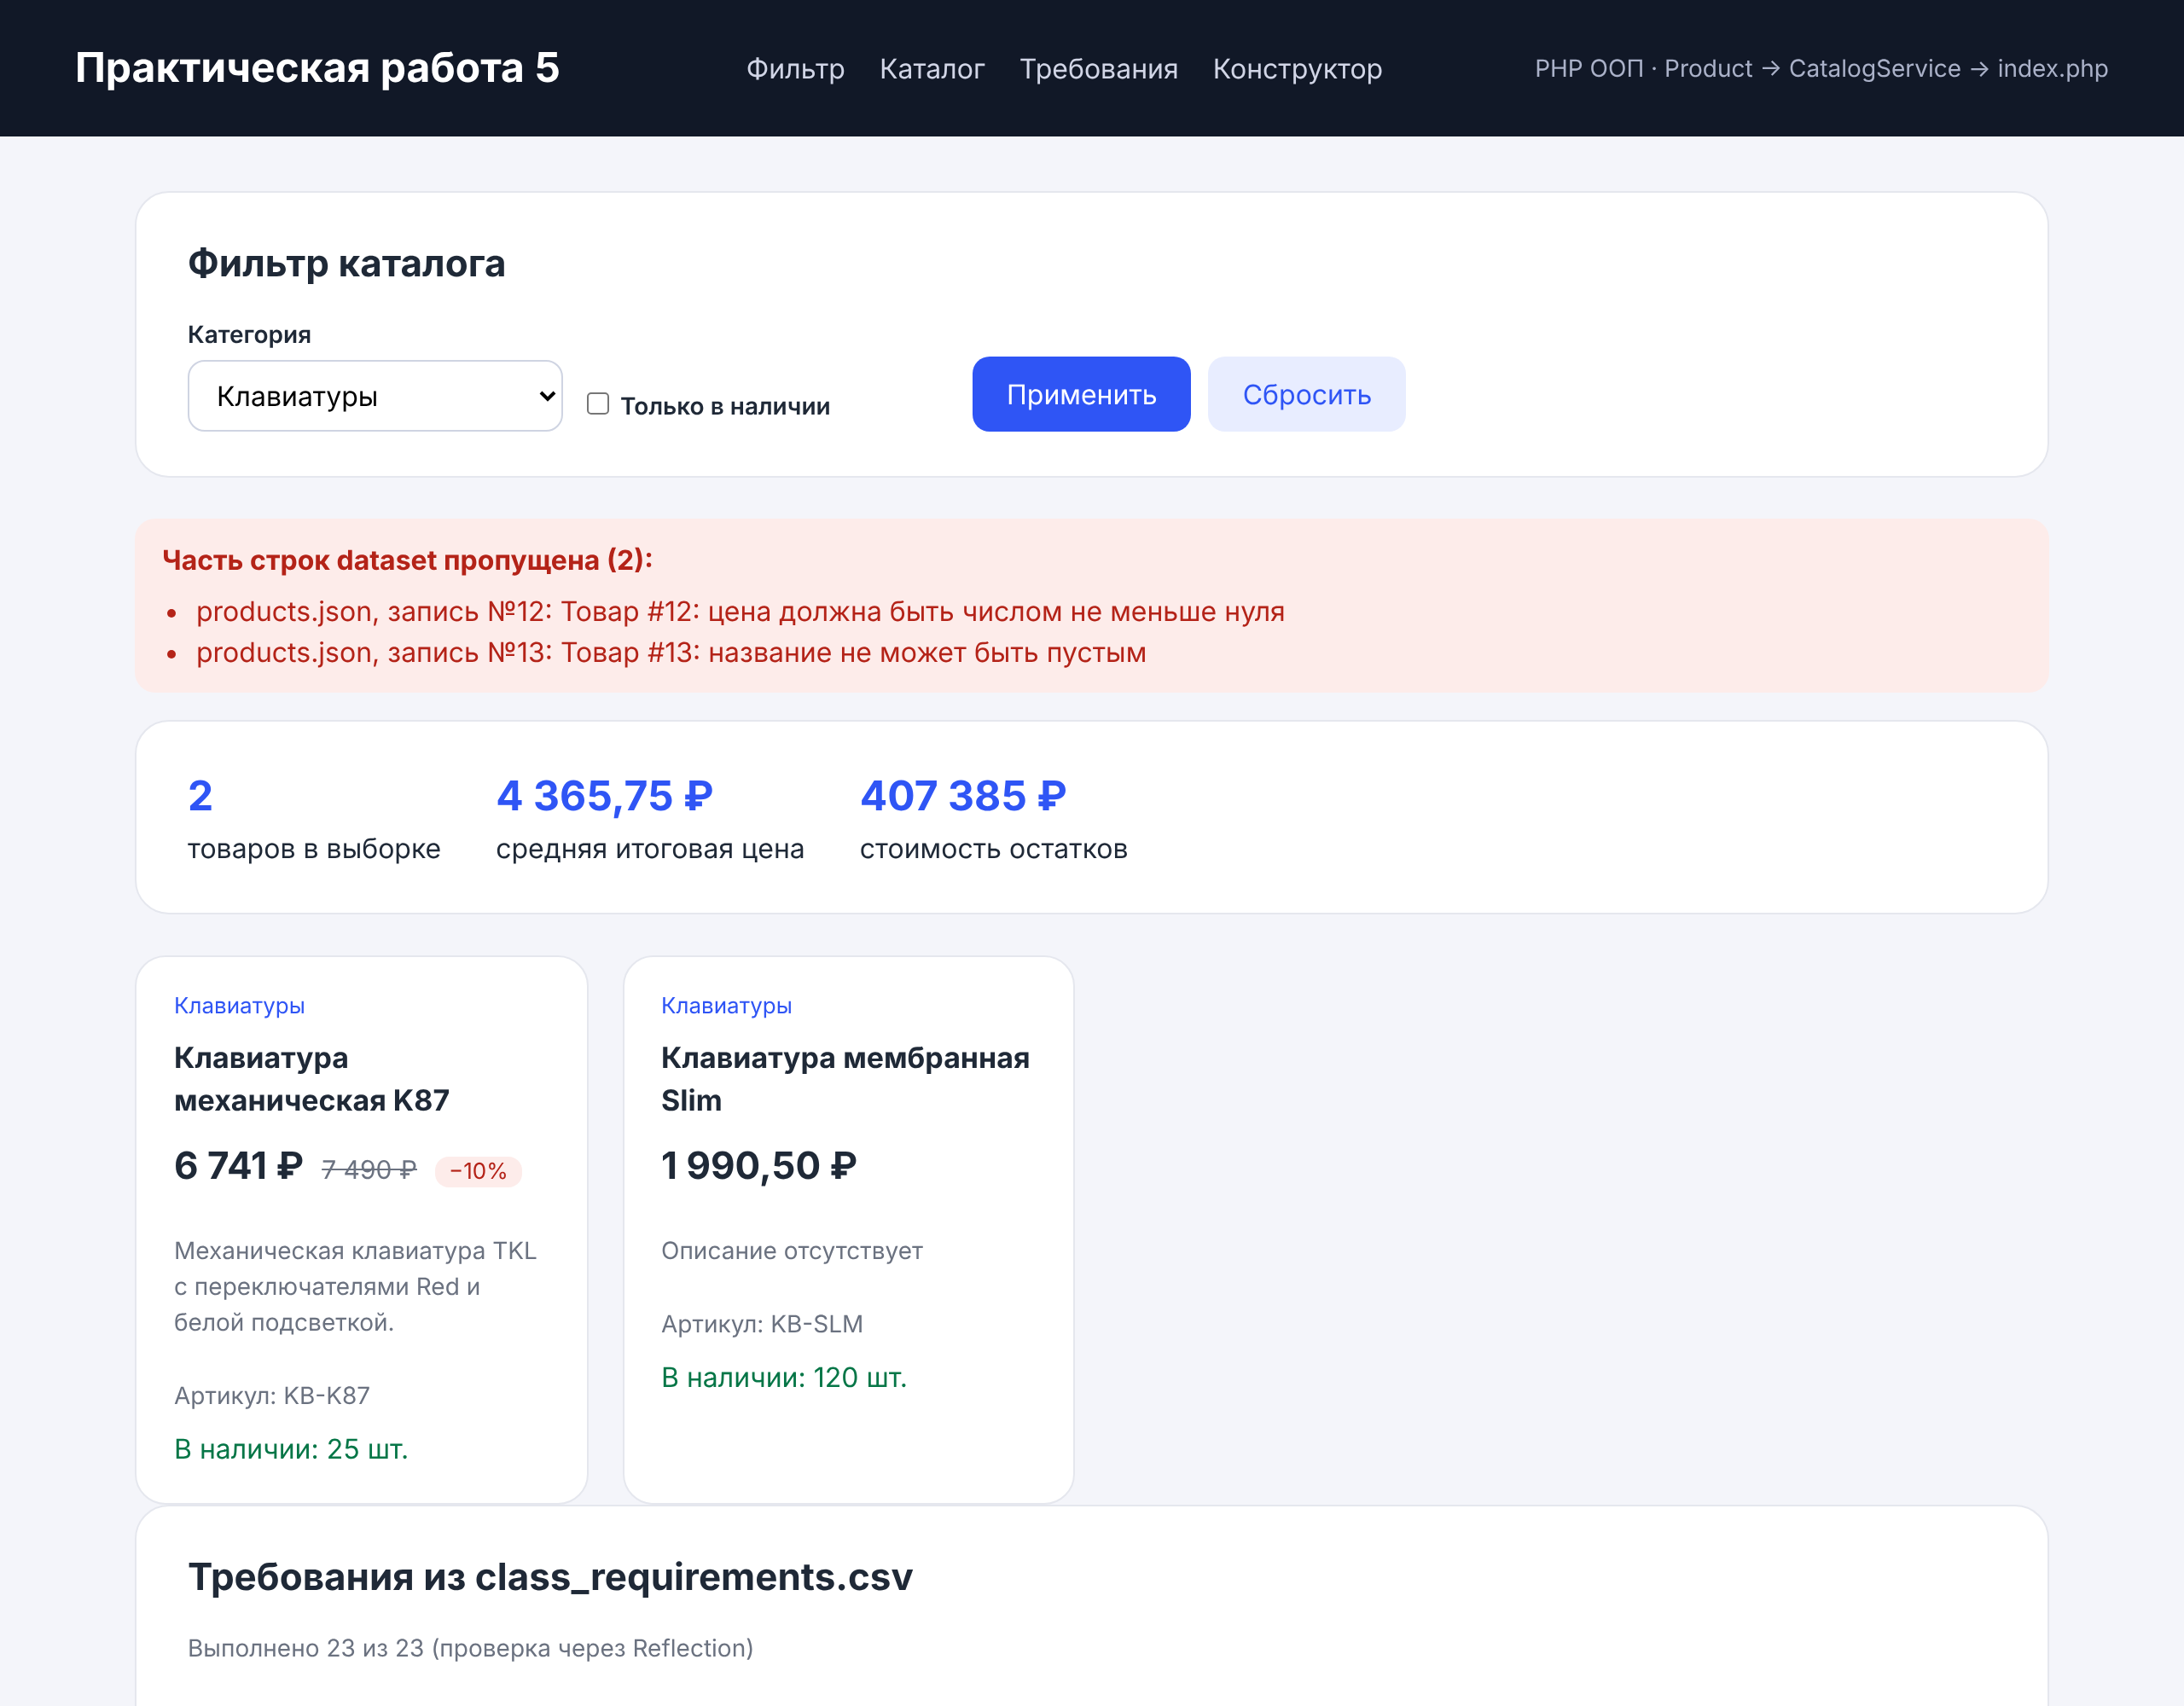 Практическая работа 5
Фильтр Каталог Требования Конструктор
PHP ООП · Product → CatalogService → index.php
Фильтр каталога
Категория
Клавиатуры
Только в наличии
Применить
Сбросить
Часть строк dataset пропущена (2):
• products.json, запись №12: Товар #12: цена должна быть числом не меньше нуля
• products.json, запись №13: Товар #13: название не может быть пустым
2
товаров в выборке
4 365,75 ₽
средняя итоговая цена
407 385 ₽
стоимость остатков
Клавиатуры
Клавиатура
механическая K87
6 741 ₽ 7 490 ₽ −10%
Механическая клавиатура TKL
с переключателями Red и
белой подсветкой.
Артикул: KB-K87
В наличии: 25 шт.
Клавиатуры
Клавиатура мембранная
Slim
1 990,50 ₽
Описание отсутствует
Артикул: KB-SLM
В наличии: 120 шт.
Требования из class_requirements.csv
Выполнено 23 из 23 (проверка через Reflection)